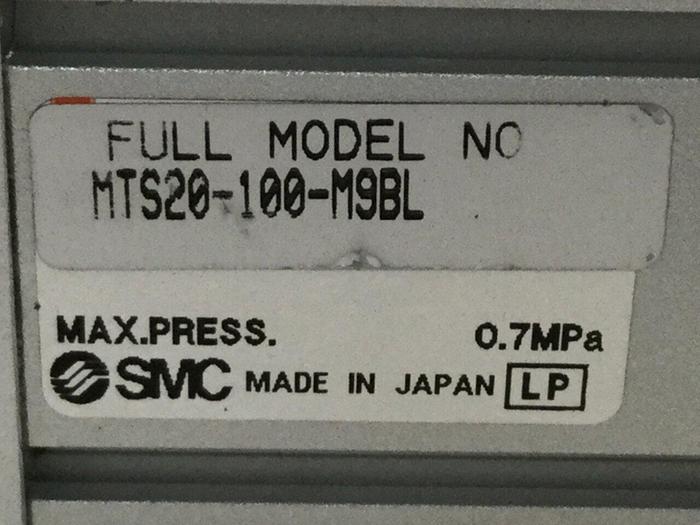 FULL MODEL NO
MTS20-100-M9BL
MAX.PRESS. 0.7MPa
SMC MADE IN JAPAN LP